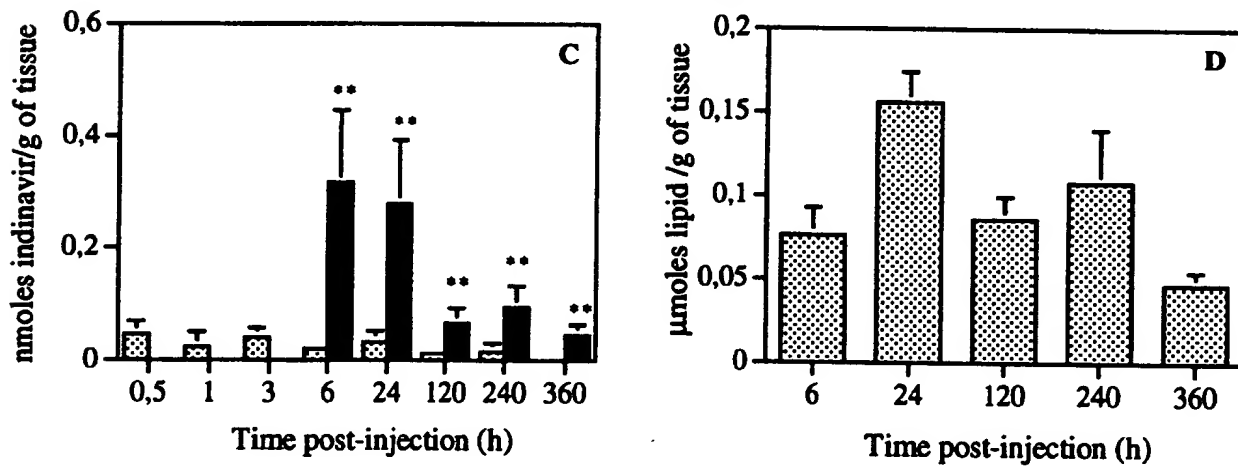 nmoles indinavir/g of tissue
0,6
0,4
0,2
0
C
**
**
**
**
**
0,5 1 3 6 24 120 240 360
Time post-injection (h)
µmoles lipid /g of tissue
0,2
0,15
0,1
0,05
0
D
6 24 120 240 360
Time post-injection (h)